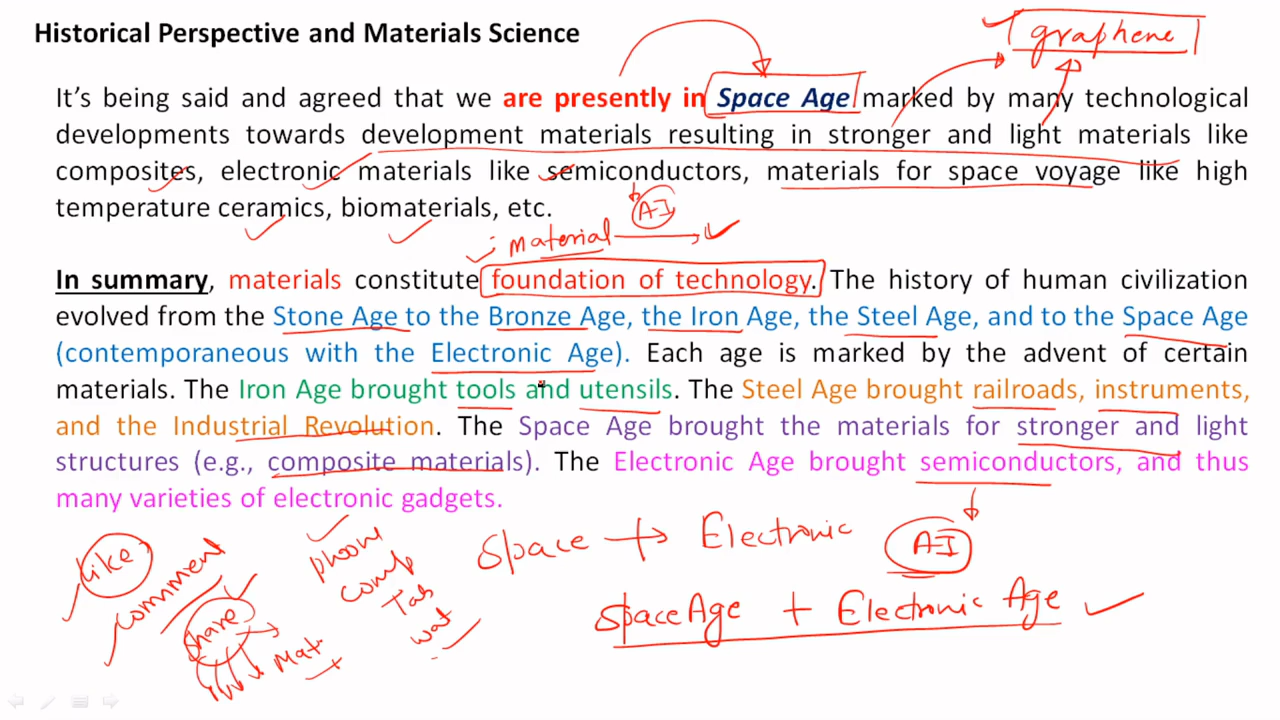 Historical Perspective and Materials Science
graphene
It’s being said and agreed that we are presently in Space Age marked by many technological
developments towards development materials resulting in stronger and light materials like
composites, electronic materials like semiconductors, materials for space voyage like high
temperature ceramics, biomaterials, etc.
AI
material
In summary, materials constitute foundation of technology. The history of human civilization
evolved from the Stone Age to the Bronze Age, the Iron Age, the Steel Age, and to the Space Age
(contemporaneous with the Electronic Age). Each age is marked by the advent of certain
materials. The Iron Age brought tools and utensils. The Steel Age brought railroads, instruments,
and the Industrial Revolution. The Space Age brought the materials for stronger and light
structures (e.g., composite materials). The Electronic Age brought semiconductors, and thus
many varieties of electronic gadgets.
Space → Electronic
AI
Space Age + Electronic Age
like
comment
share
Mat
phone
comp
Tab
wat